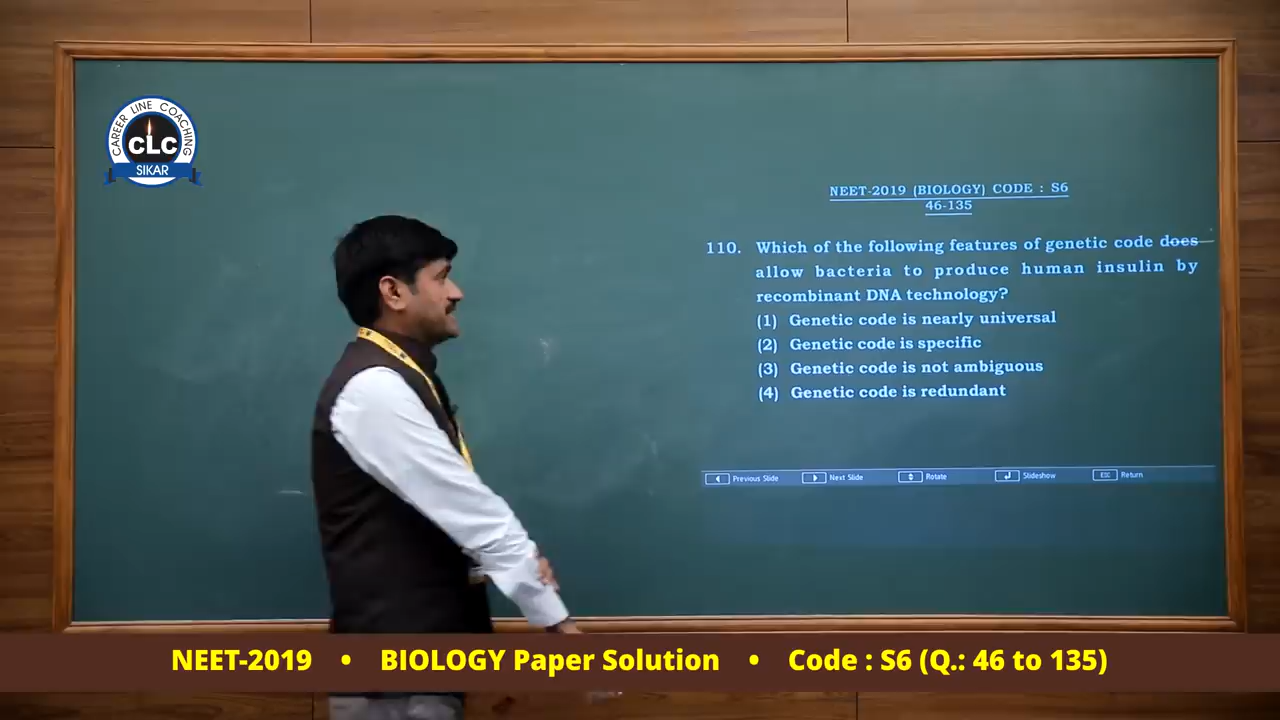 CAREER LINE COACHING
CLC
SIKAR
NEET-2019 (BIOLOGY) CODE : S6
46-135
110. Which of the following features of genetic code does
allow bacteria to produce human insulin by
recombinant DNA technology?
(1) Genetic code is nearly universal
(2) Genetic code is specific
(3) Genetic code is not ambiguous
(4) Genetic code is redundant
Previous Slide Next Slide Rotate Slideshow ESC Return
NEET-2019 • BIOLOGY Paper Solution • Code : S6 (Q.: 46 to 135)